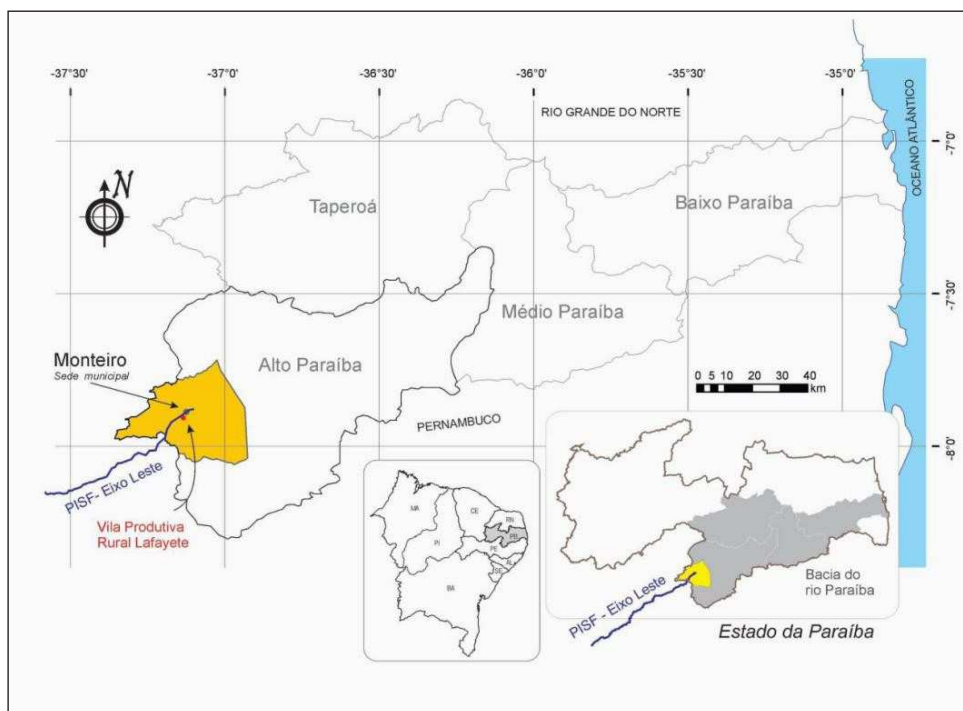 -37°30'
-37°0'
-36°30'
-36°0'
-35°30'
-35°0'
RIO GRANDE DO NORTE
OCEANO ATLÂNTICO
-7°0'
N
Taperoá
Baixo Paraíba
-7°30'
Médio Paraíba
Monteiro
Sede municipal
Alto Paraíba
0 5 10 20 30 40
km
PERNAMBUCO
-8°0'
PISF- Eixo Leste
Vila Produtiva
Rural Lafayete
MA
CE
RN
PB
PI
PE
AL
SE
BA
Bacia do
rio Paraíba
PISF - Eixo Leste
Estado da Paraíba